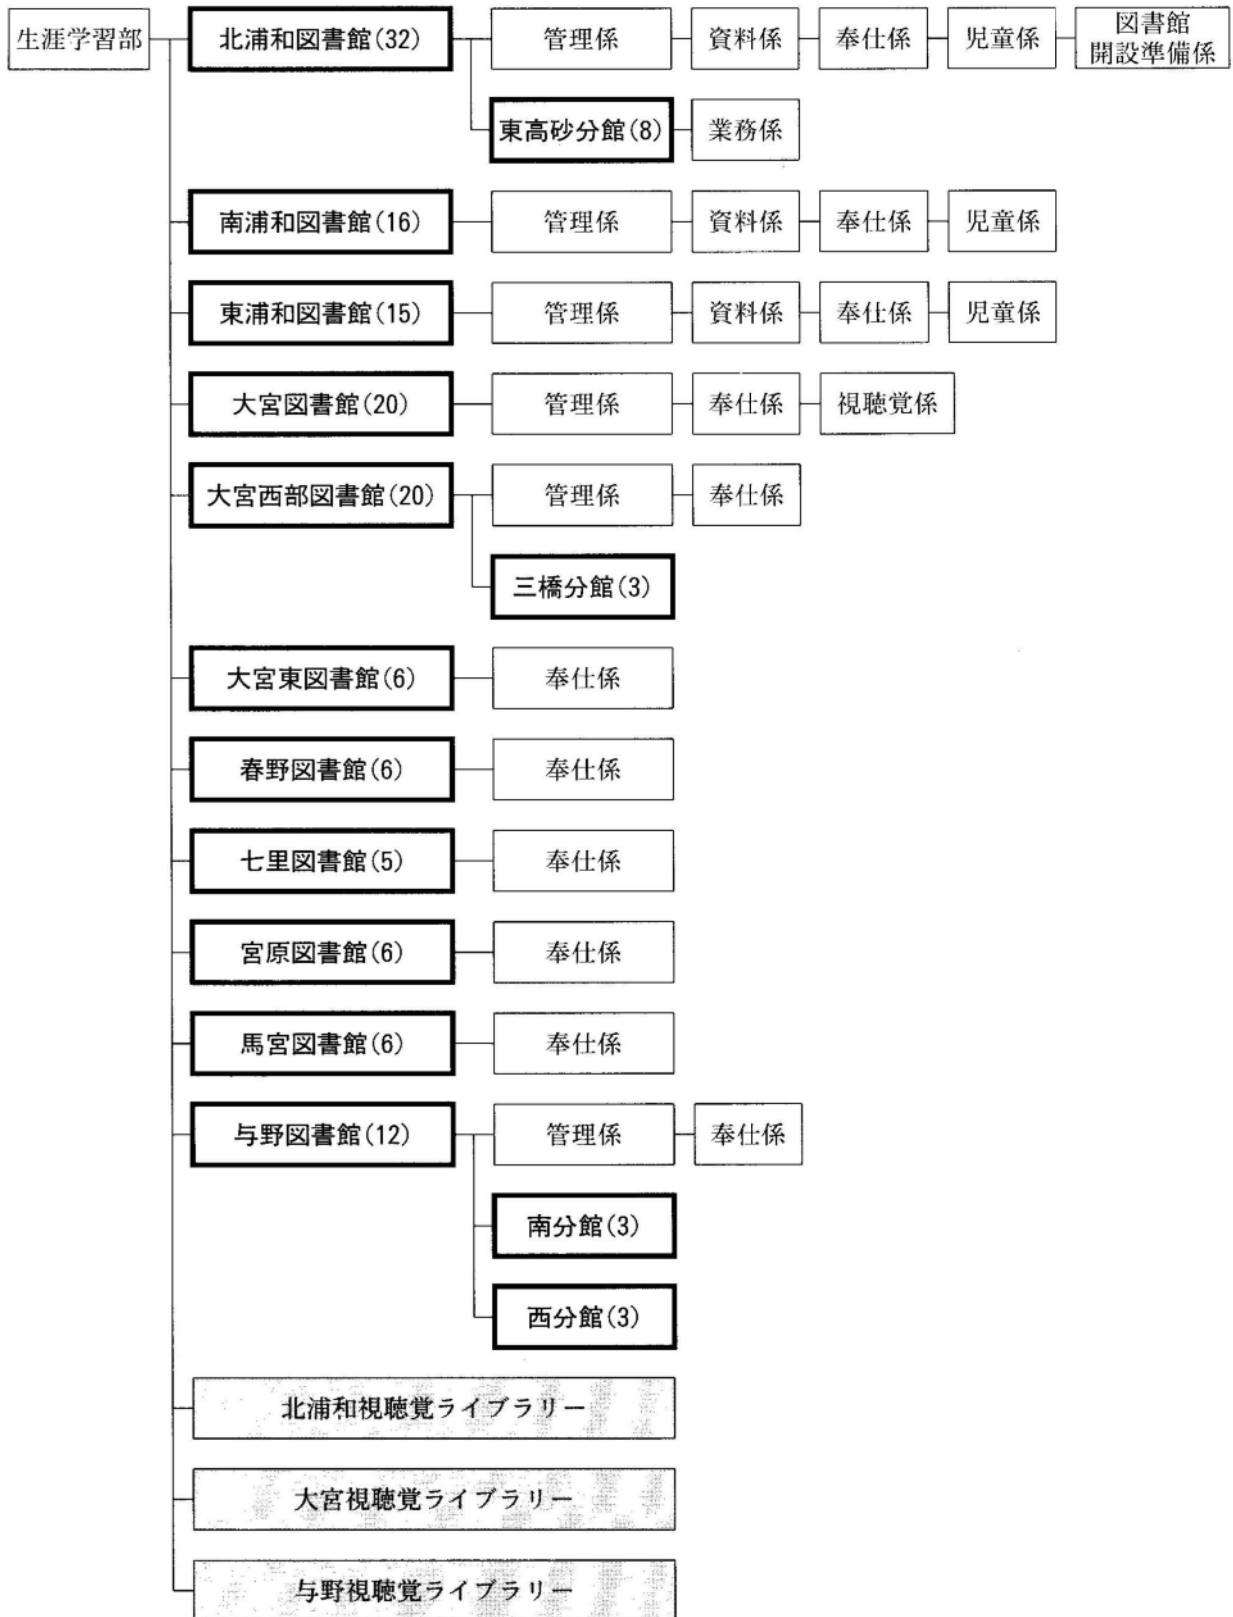 生涯学習部
北浦和図書館(32)
管理係
資料係
奉仕係
児童係
図書館
開設準備係
東高砂分館(8)
業務係
南浦和図書館(16)
管理係
資料係
奉仕係
児童係
東浦和図書館(15)
管理係
資料係
奉仕係
児童係
大宮図書館(20)
管理係
奉仕係
視聴覚係
大宮西部図書館(20)
管理係
奉仕係
三橋分館(3)
大宮東図書館(6)
奉仕係
春野図書館(6)
奉仕係
七里図書館(5)
奉仕係
宮原図書館(6)
奉仕係
馬宮図書館(6)
奉仕係
与野図書館(12)
管理係
奉仕係
南分館(3)
西分館(3)
北浦和視聴覚ライブラリー
大宮視聴覚ライブラリー
与野視聴覚ライブラリー